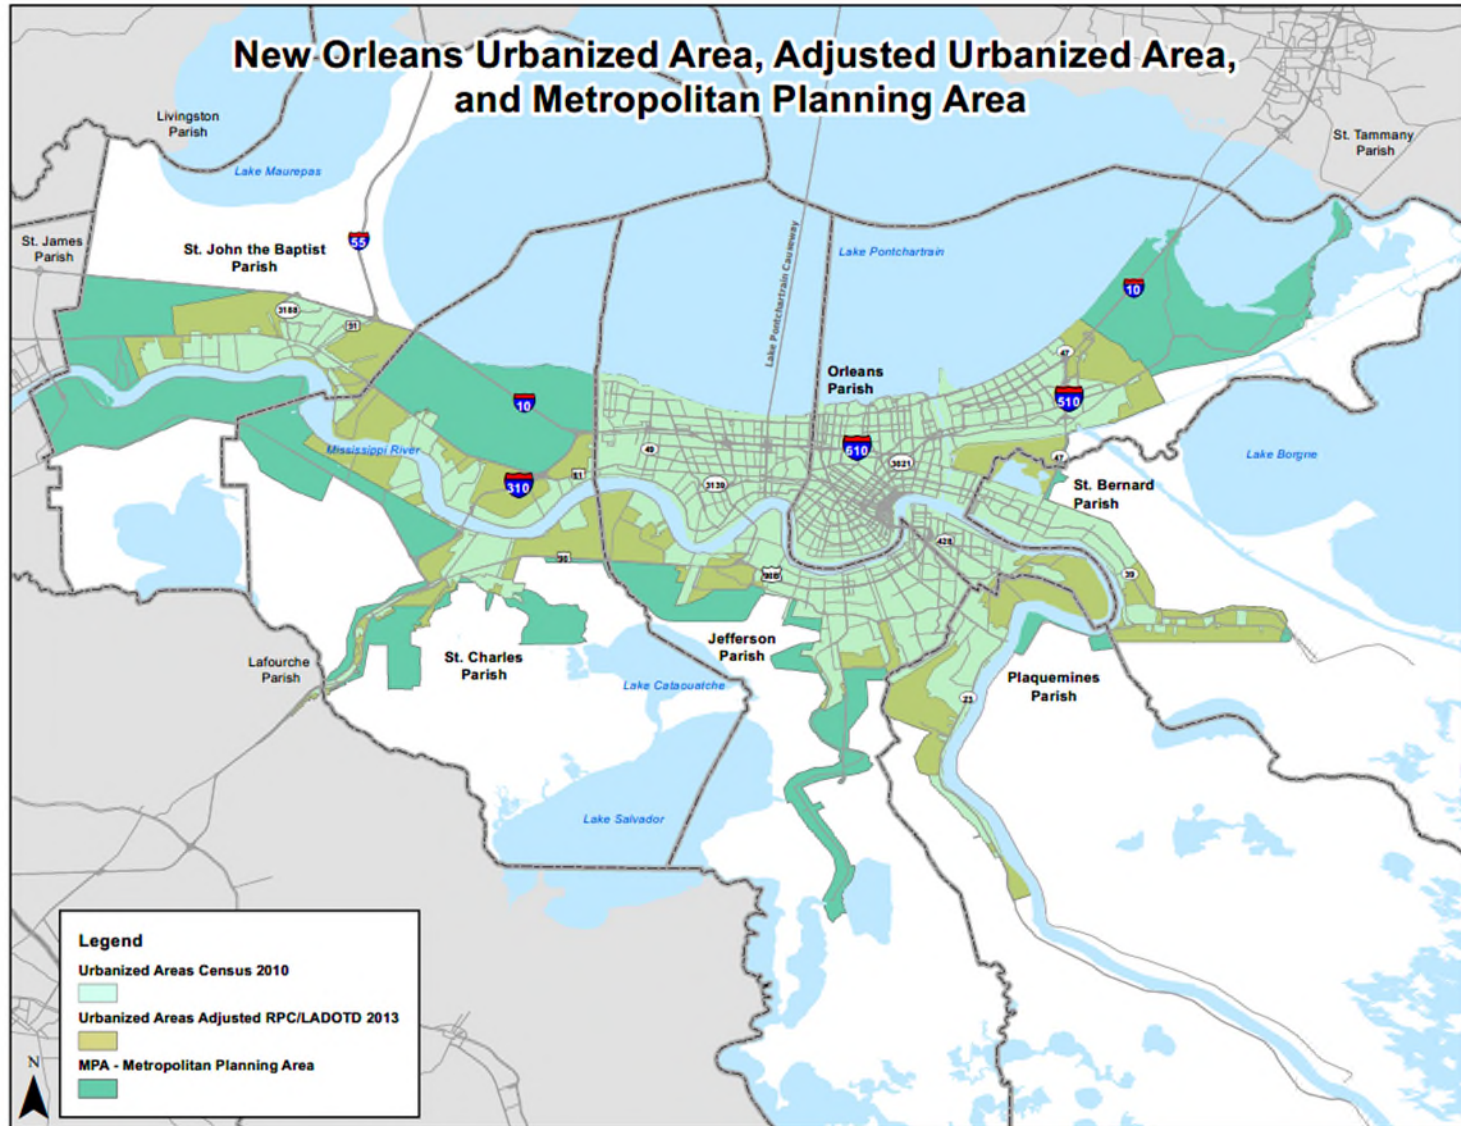 New Orleans Urbanized Area, Adjusted Urbanized Area,
and Metropolitan Planning Area
Livingston
Parish
St. Tammany
Parish
Lake Maurepas
St. James
Parish
St. John the Baptist
Parish
55
Lake Pontchartrain Causeway
Lake Pontchartrain
10
3188
51
47
Orleans
Parish
10
510
Mississippi River
49
610
3021
47
Lake Borgne
310
61
3139
St. Bernard
Parish
428
90
90B
39
Lafourche
Parish
St. Charles
Parish
Jefferson
Parish
Lake Cataouatche
Plaquemines
Parish
23
Lake Salvador
Legend
Urbanized Areas Census 2010
Urbanized Areas Adjusted RPC/LADOTD 2013
MPA - Metropolitan Planning Area
N